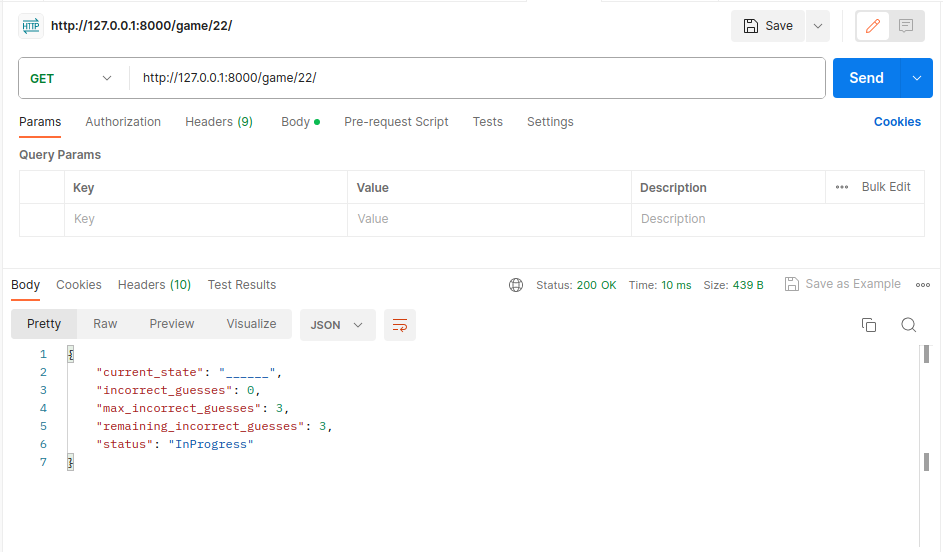 HTTP http://127.0.0.1:8000/game/22/ Save
GET http://127.0.0.1:8000/game/22/ Send
Params Authorization Headers (9) Body Pre-request Script Tests Settings Cookies
Query Params
Key Value Description Bulk Edit
Key Value Description
Body Cookies Headers (10) Test Results Status: 200 OK Time: 10 ms Size: 439 B Save as Example
Pretty Raw Preview Visualize JSON
1 {
2 "current_state": "______",
3 "incorrect_guesses": 0,
4 "max_incorrect_guesses": 3,
5 "remaining_incorrect_guesses": 3,
6 "status": "InProgress"
7 }